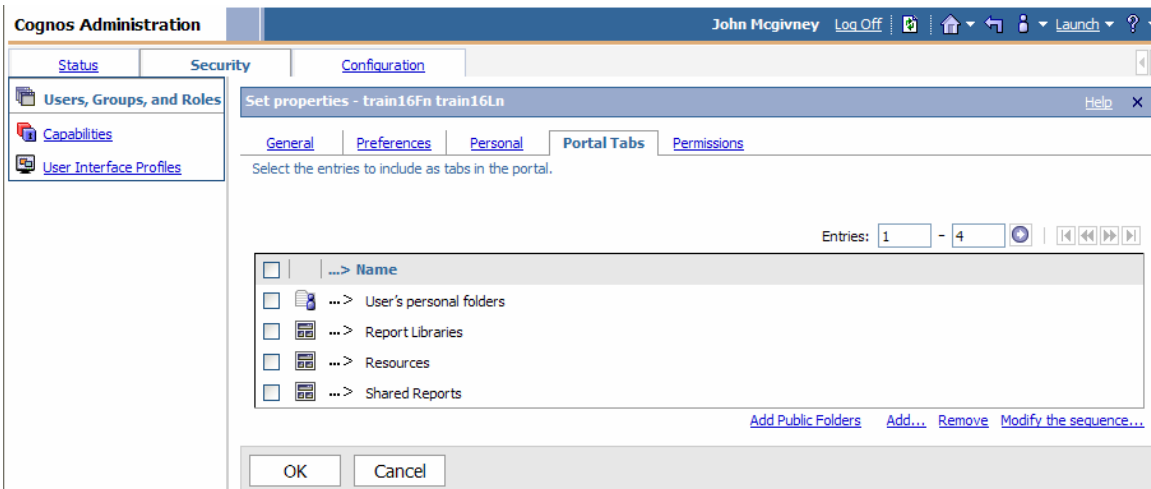 Cognos Administration
John Mcgivney Log Off Launch ?
Status Security Configuration
Users, Groups, and Roles
Capabilities
User Interface Profiles
Set properties - train16Fn train16Ln Help X
General Preferences Personal Portal Tabs Permissions
Select the entries to include as tabs in the portal.
Entries: 1 - 4
...> Name
...> User's personal folders
...> Report Libraries
...> Resources
...> Shared Reports
Add Public Folders Add... Remove Modify the sequence...
OK Cancel